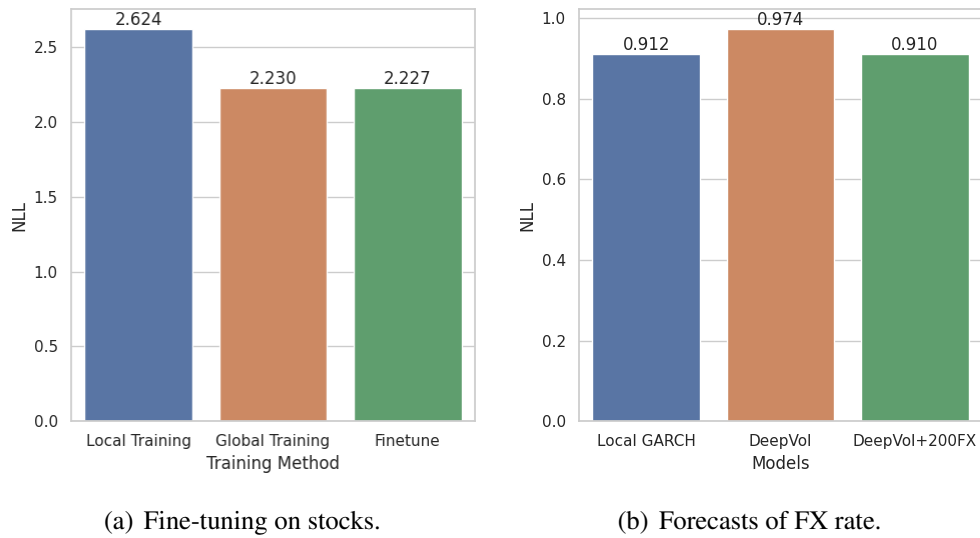 2.624
2.230
2.227
2.5
2.0
1.5
1.0
0.5
0.0
NLL
Local Training
Global Training
Finetune
Training Method
(a) Fine-tuning on stocks.
0.912
0.974
0.910
1.0
0.8
0.6
0.4
0.2
0.0
NLL
Local GARCH
DeepVol
DeepVol+200FX
Models
(b) Forecasts of FX rate.